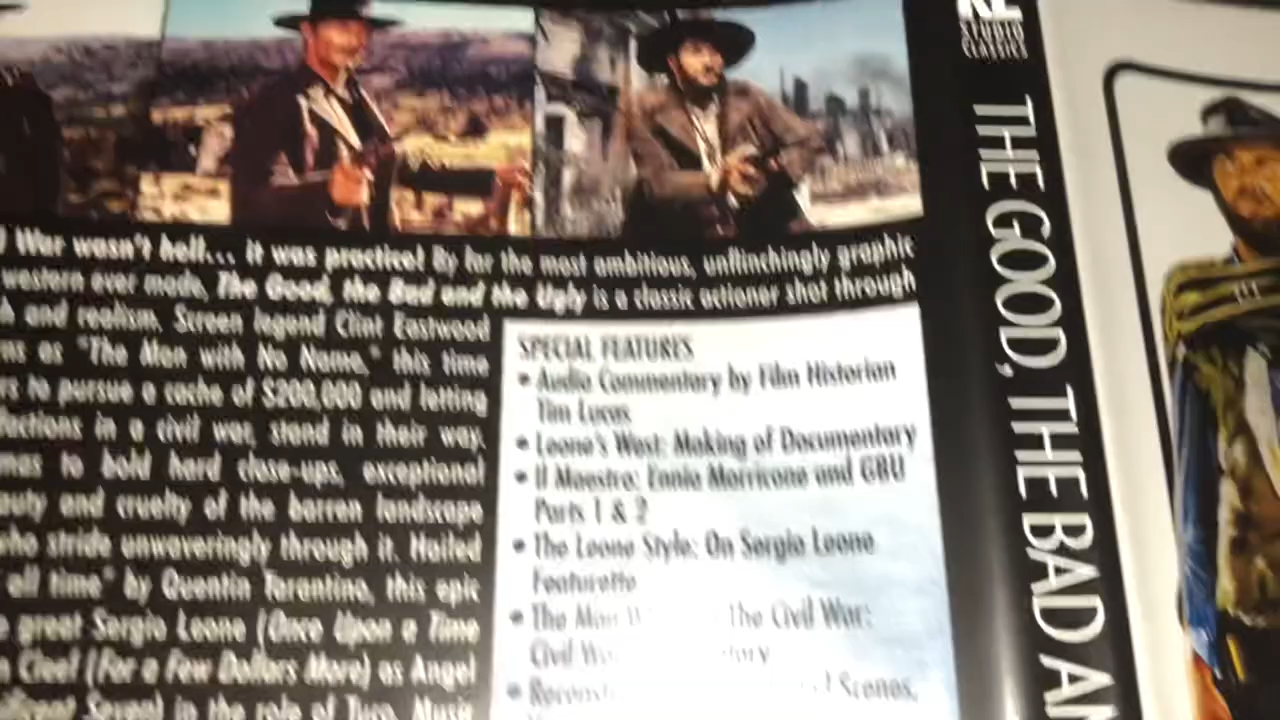 War wasn't hell... it was practice! By far the most ambitious, unflinchingly graphic
western ever made, The Good, the Bad and the Ugly is a classic actioner shot through
and realism. Screen legend Clint Eastwood
as "The Man with No Name," this time
to pursue a cache of $200,000 and letting
in a civil war, stand in their way.
to bold hard close-ups, exceptional
and cruelty of the barren landscape
stride unwaveringly through it. Hailed
all time" by Quentin Tarantino, this epic
great Sergio Leone (Once Upon a Time
Cleef (For a Few Dollars More) as Angel
Seven) in the role of Tuco. Music
SPECIAL FEATURES
• Audio Commentary by Film Historian
Tim Lucas
• Leone's West: Making of Documentary
• Il Maestro: Ennio Morricone and GBU
Parts 1 & 2
• The Leone Style: On Sergio Leone
Featurette
• The Man The Civil War:
Civil
Scenes,
STUDIO
CLASSICS
THE GOOD, THE BAD